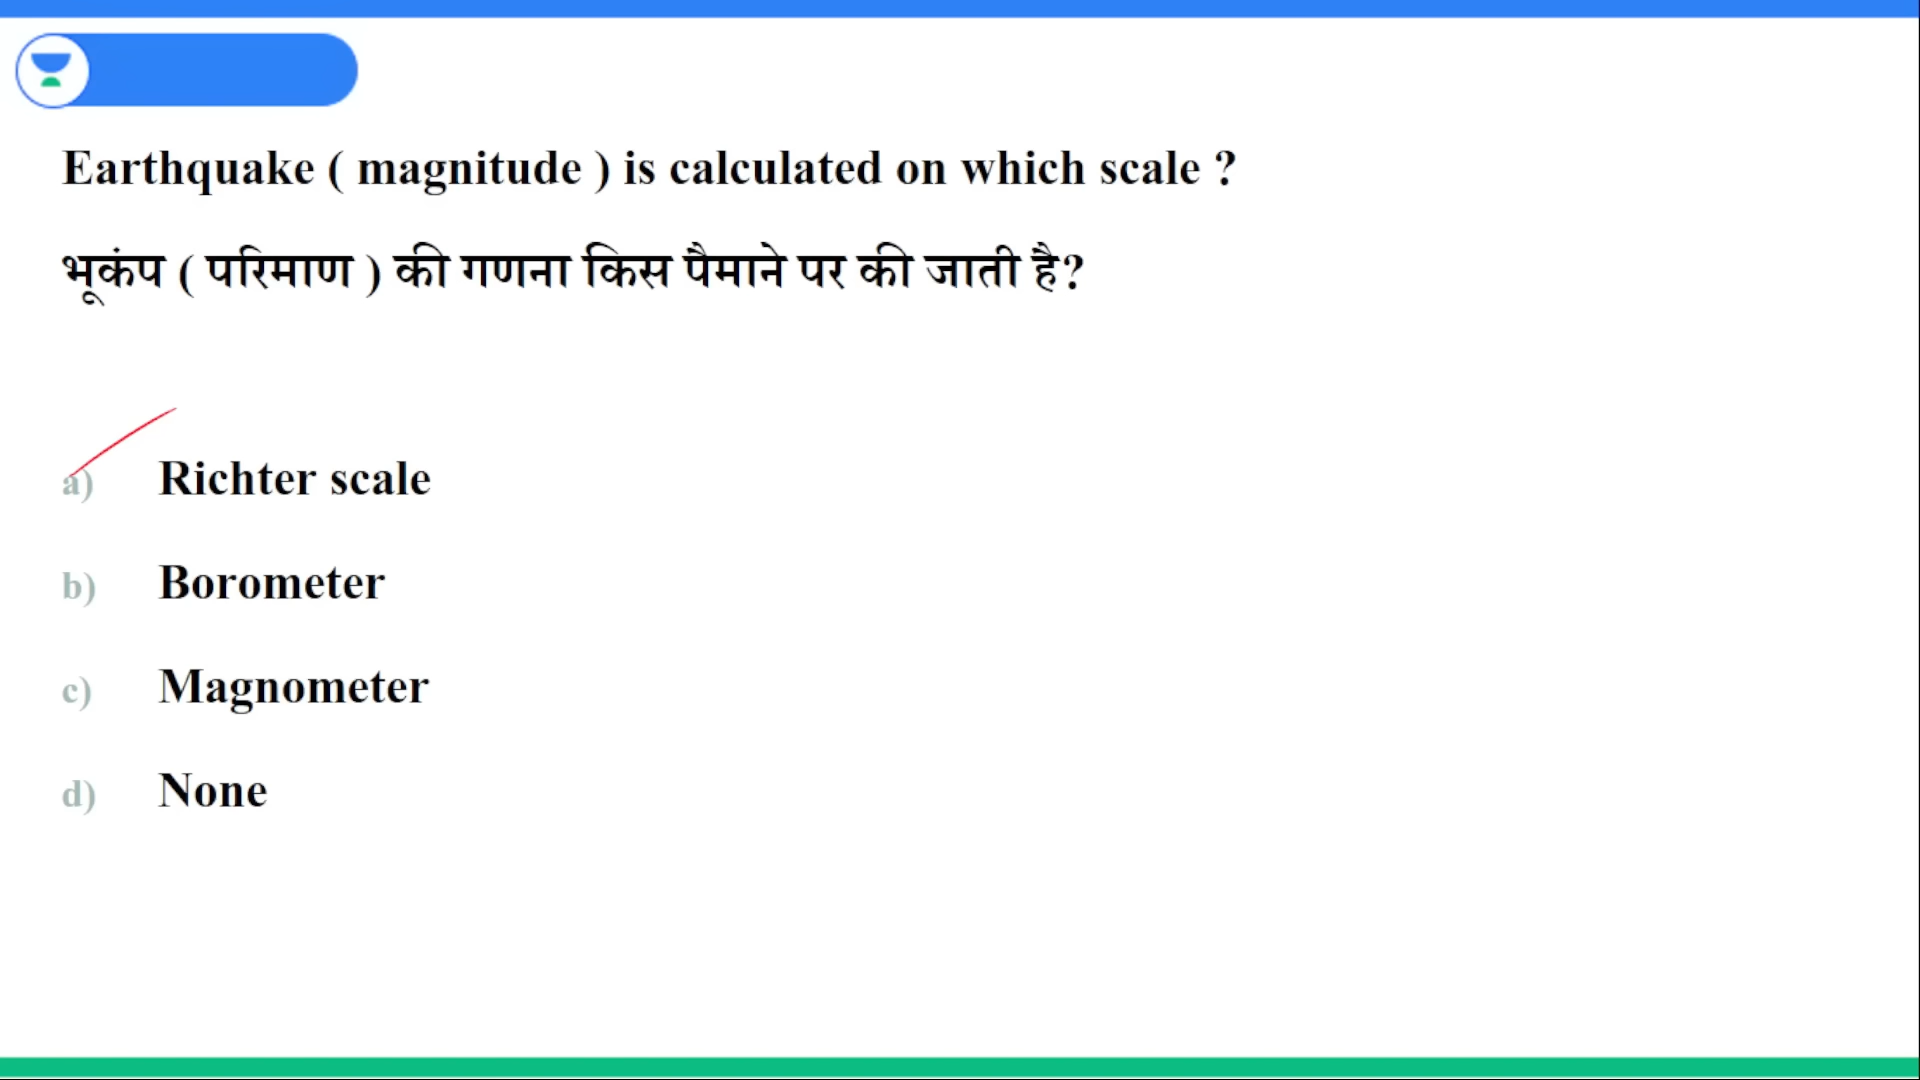 Earthquake ( magnitude ) is calculated on which scale ?
भूकंप ( परिमाण ) की गणना किस पैमाने पर की जाती है?
a) Richter scale
b) Borometer
c) Magnometer
d) None